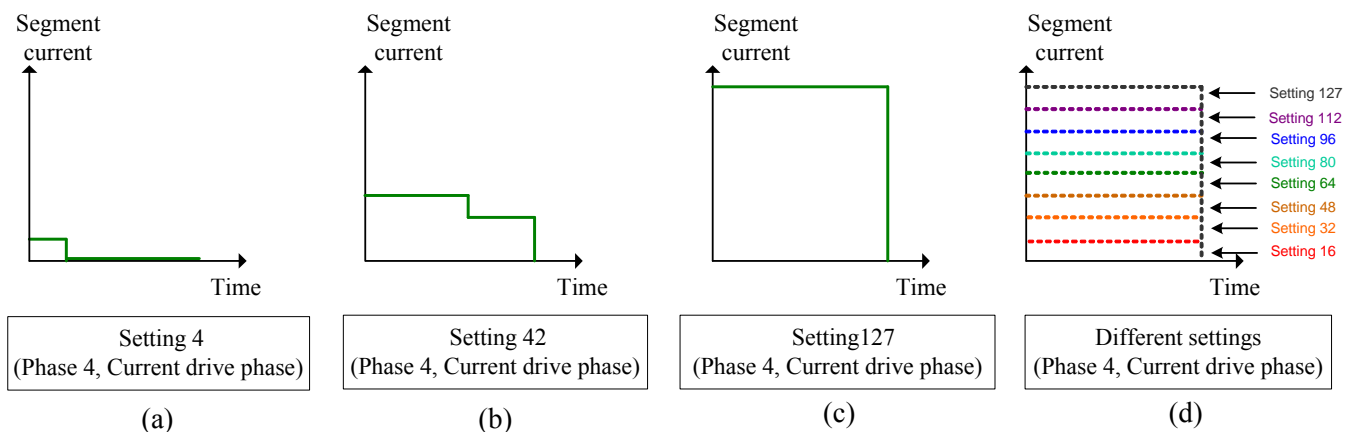 Segment
current
Time
Setting 4
(Phase 4, Current drive phase)
(a)
Segment
current
Time
Setting 42
(Phase 4, Current drive phase)
(b)
Segment
current
Time
Setting127
(Phase 4, Current drive phase)
(c)
Segment
current
Setting 127
Setting 112
Setting 96
Setting 80
Setting 64
Setting 48
Setting 32
Setting 16
Time
Different settings
(Phase 4, Current drive phase)
(d)